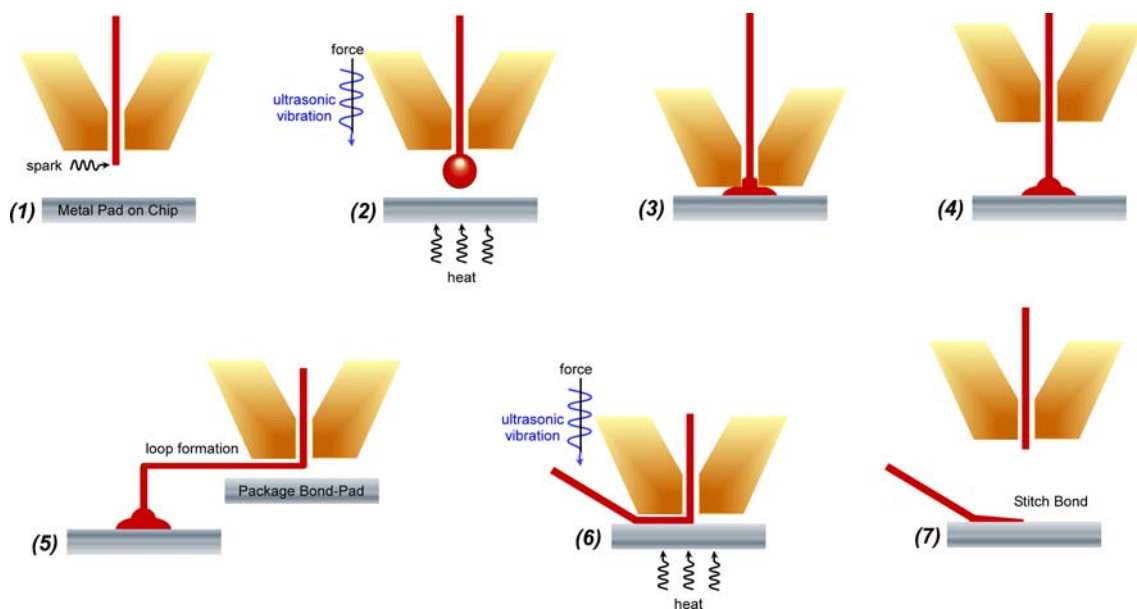 spark
Metal Pad on Chip
(1)
force
ultrasonic
vibration
(2)
heat
(3)
(4)
loop formation
Package Bond-Pad
(5)
force
ultrasonic
vibration
(6)
heat
Stitch Bond
(7)